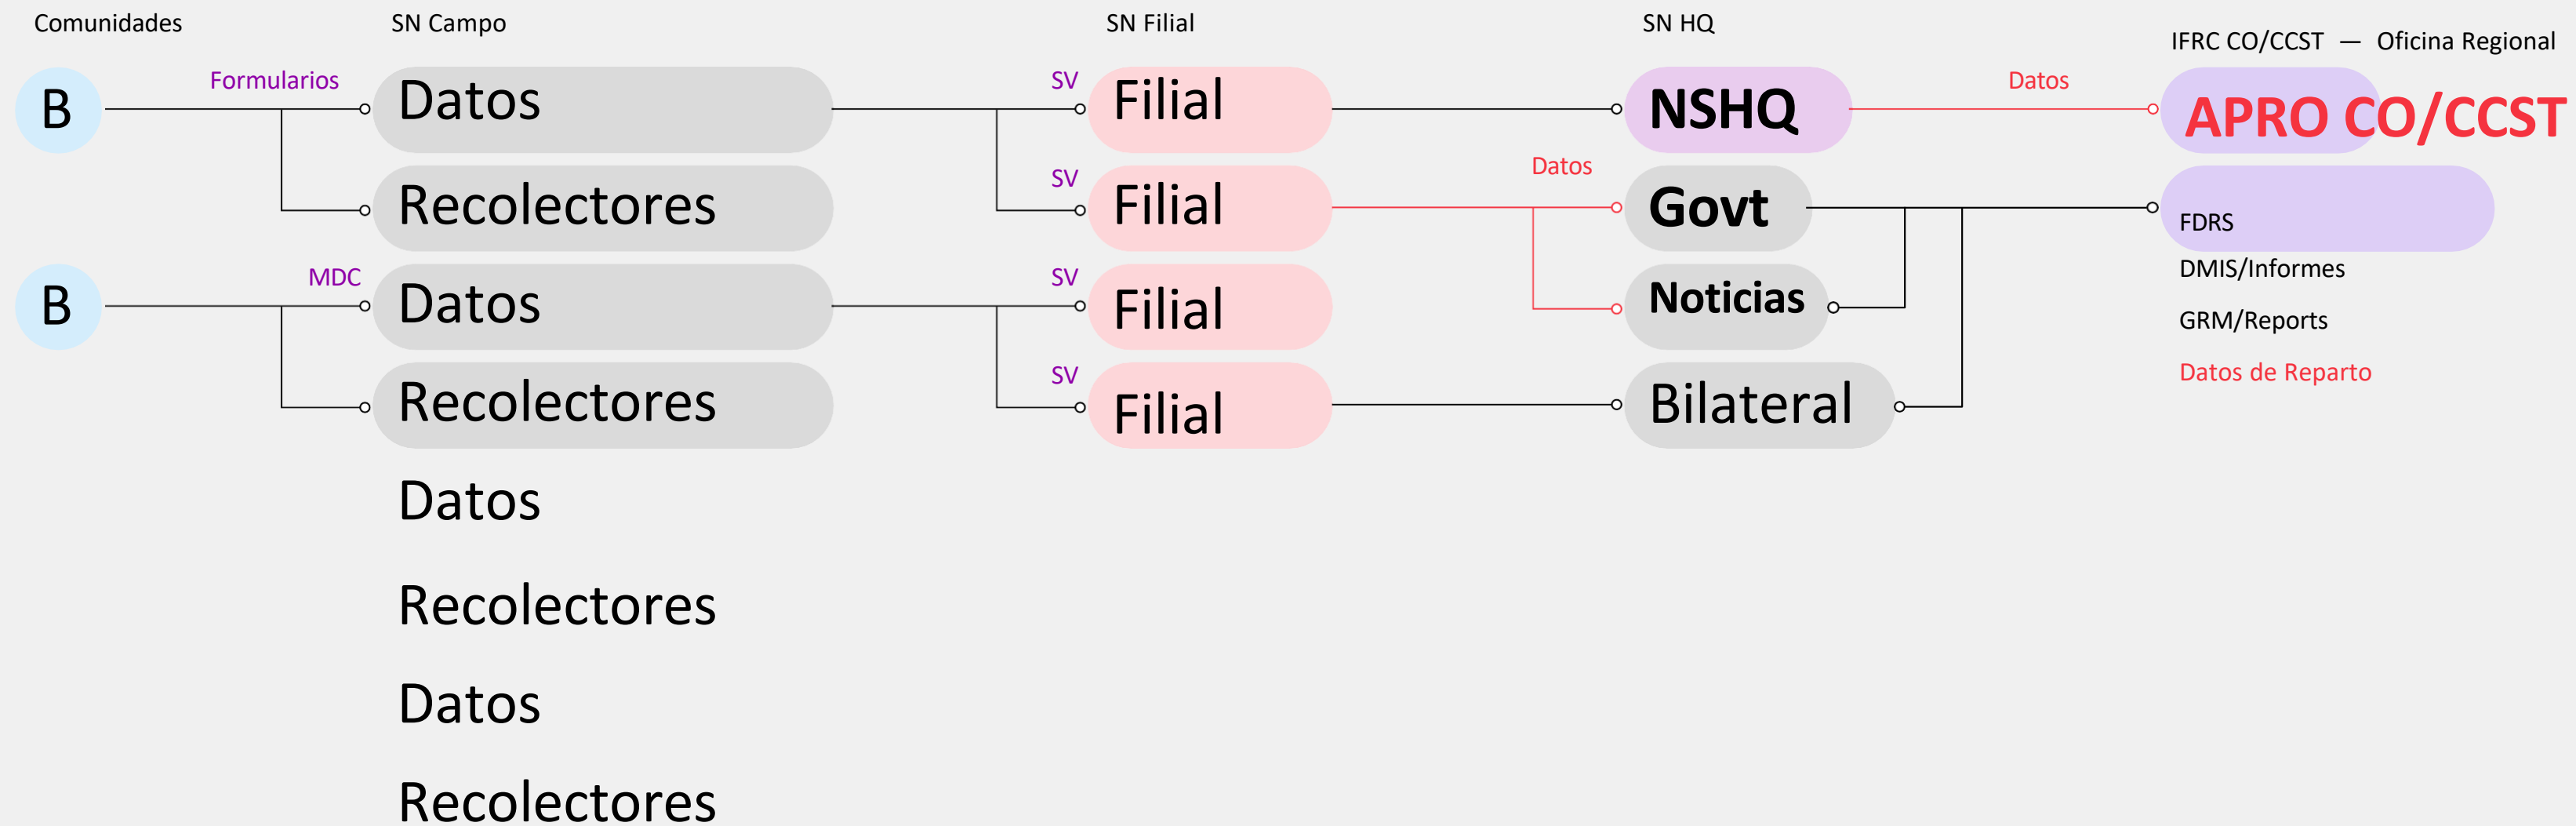 Comunidades
SN Campo
SN Filial
SN HQ
IFRC CO/CCST — Oficina Regional
B
Formularios
Datos
SV
Filial
NSHQ
Datos
APRO CO/CCST
Recolectores
SV
Filial
Datos
Govt
FDRS
B
MDC
Datos
SV
Filial
Noticias
DMIS/Informes
GRM/Reports
Datos de Reparto
Recolectores
SV
Filial
Bilateral
Datos
Recolectores
Datos
Recolectores